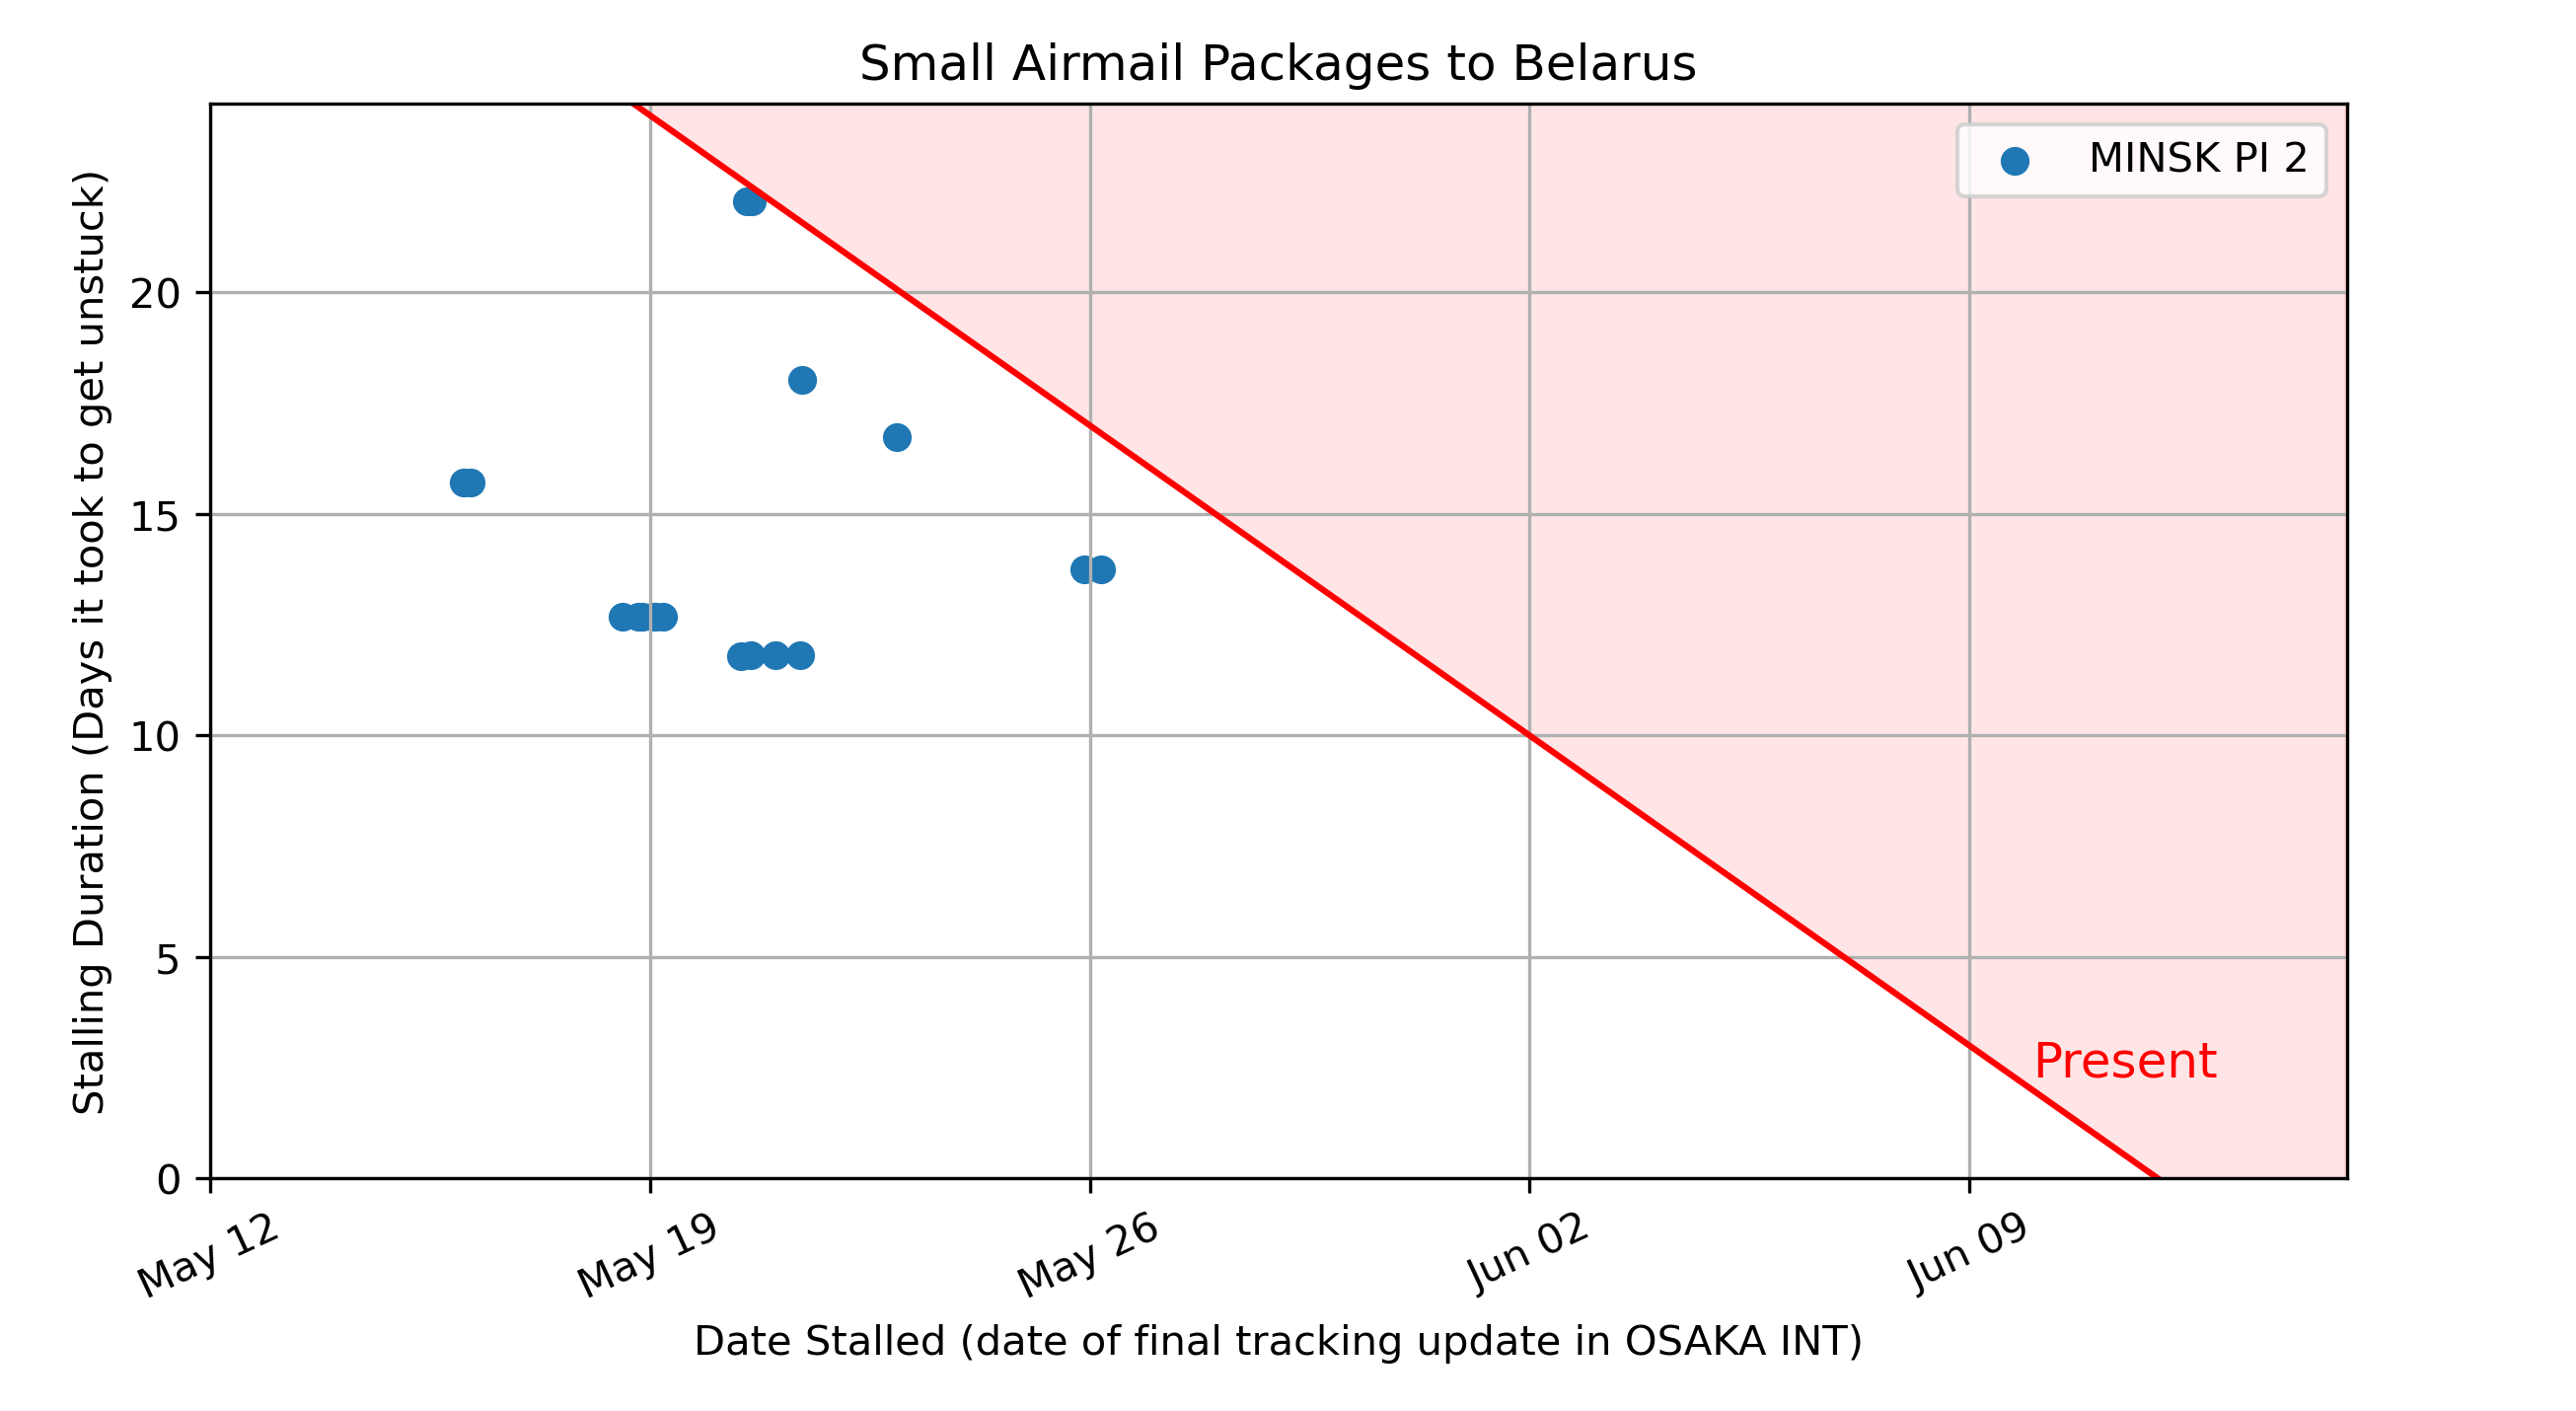 Small Airmail Packages to Belarus
MINSK PI 2
Stalling Duration (Days it took to get unstuck)
20
15
10
5
0
Present
May 12
May 19
May 26
Jun 02
Jun 09
Date Stalled (date of final tracking update in OSAKA INT)